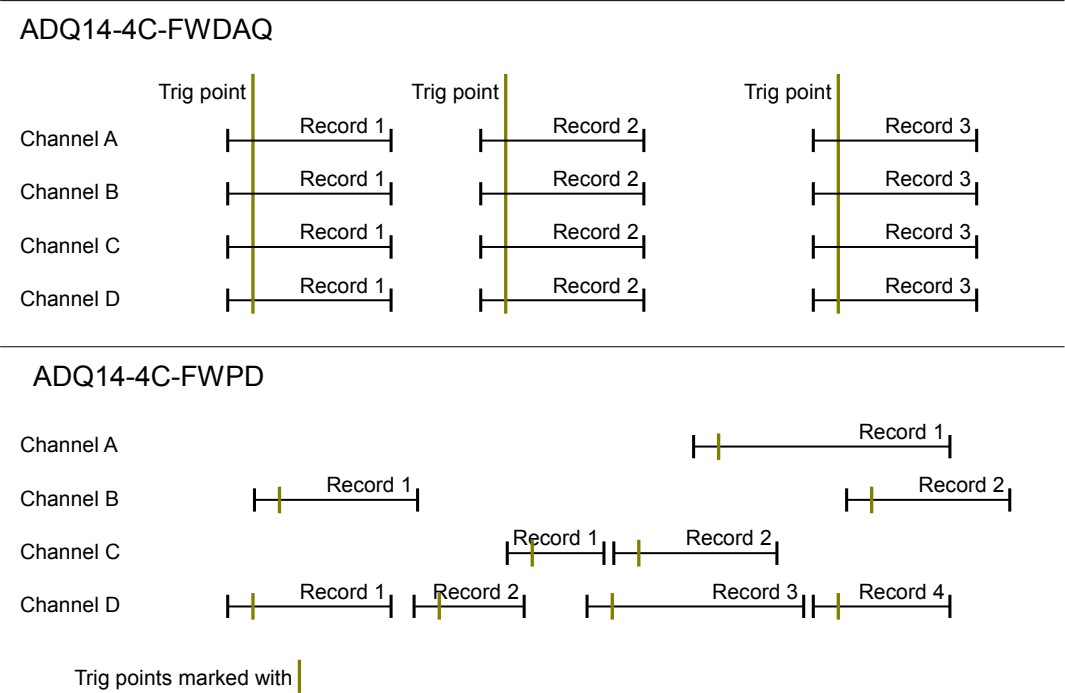 ADQ14-4C-FWDAQ
Trig point Trig point Trig point
Channel A Record 1 Record 2 Record 3
Channel B Record 1 Record 2 Record 3
Channel C Record 1 Record 2 Record 3
Channel D Record 1 Record 2 Record 3
ADQ14-4C-FWPD
Channel A Record 1
Channel B Record 1 Record 2
Channel C Record 1 Record 2
Channel D Record 1 Record 2 Record 3 Record 4
Trig points marked with